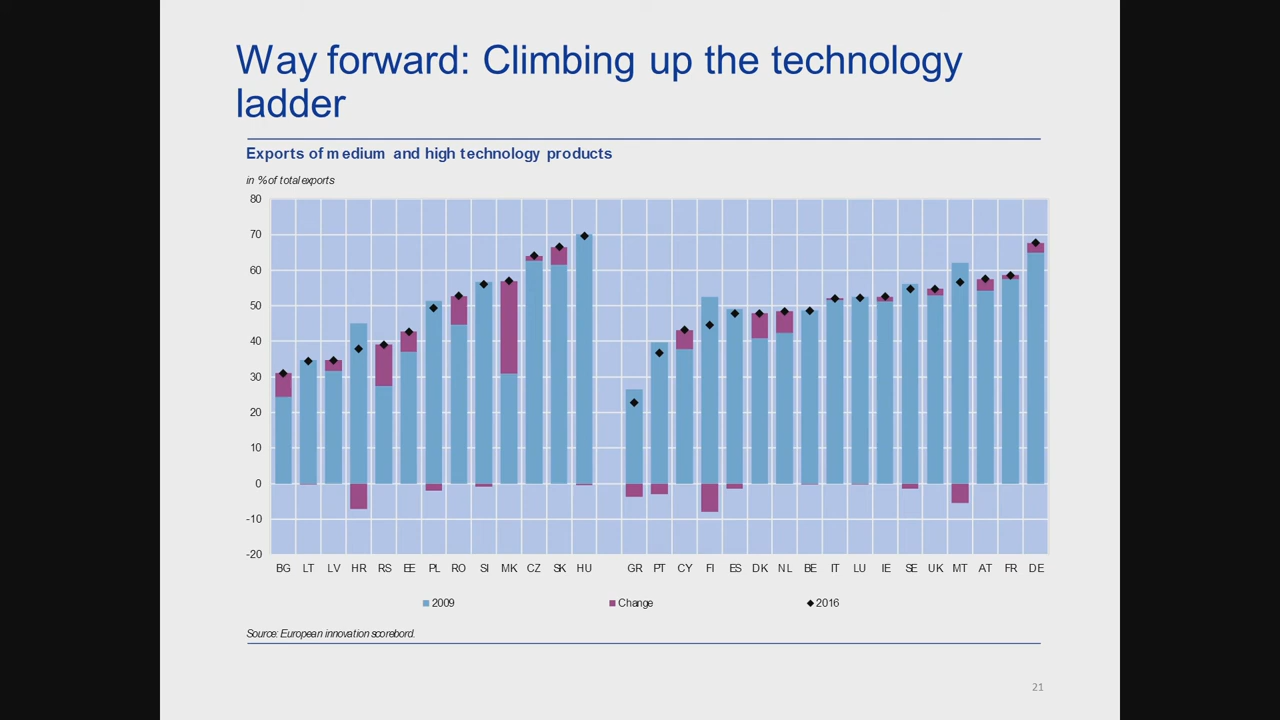 Way forward: Climbing up the technology
ladder
Exports of medium and high technology products
in % of total exports
80
70
60
50
40
30
20
10
0
-10
-20
BG LT LV HR RS EE PL RO SI MK CZ SK HU GR PT CY FI ES DK NL BE IT LU IE SE UK MT AT FR DE
2009 Change 2016
Source: European innovation scorebord.
21